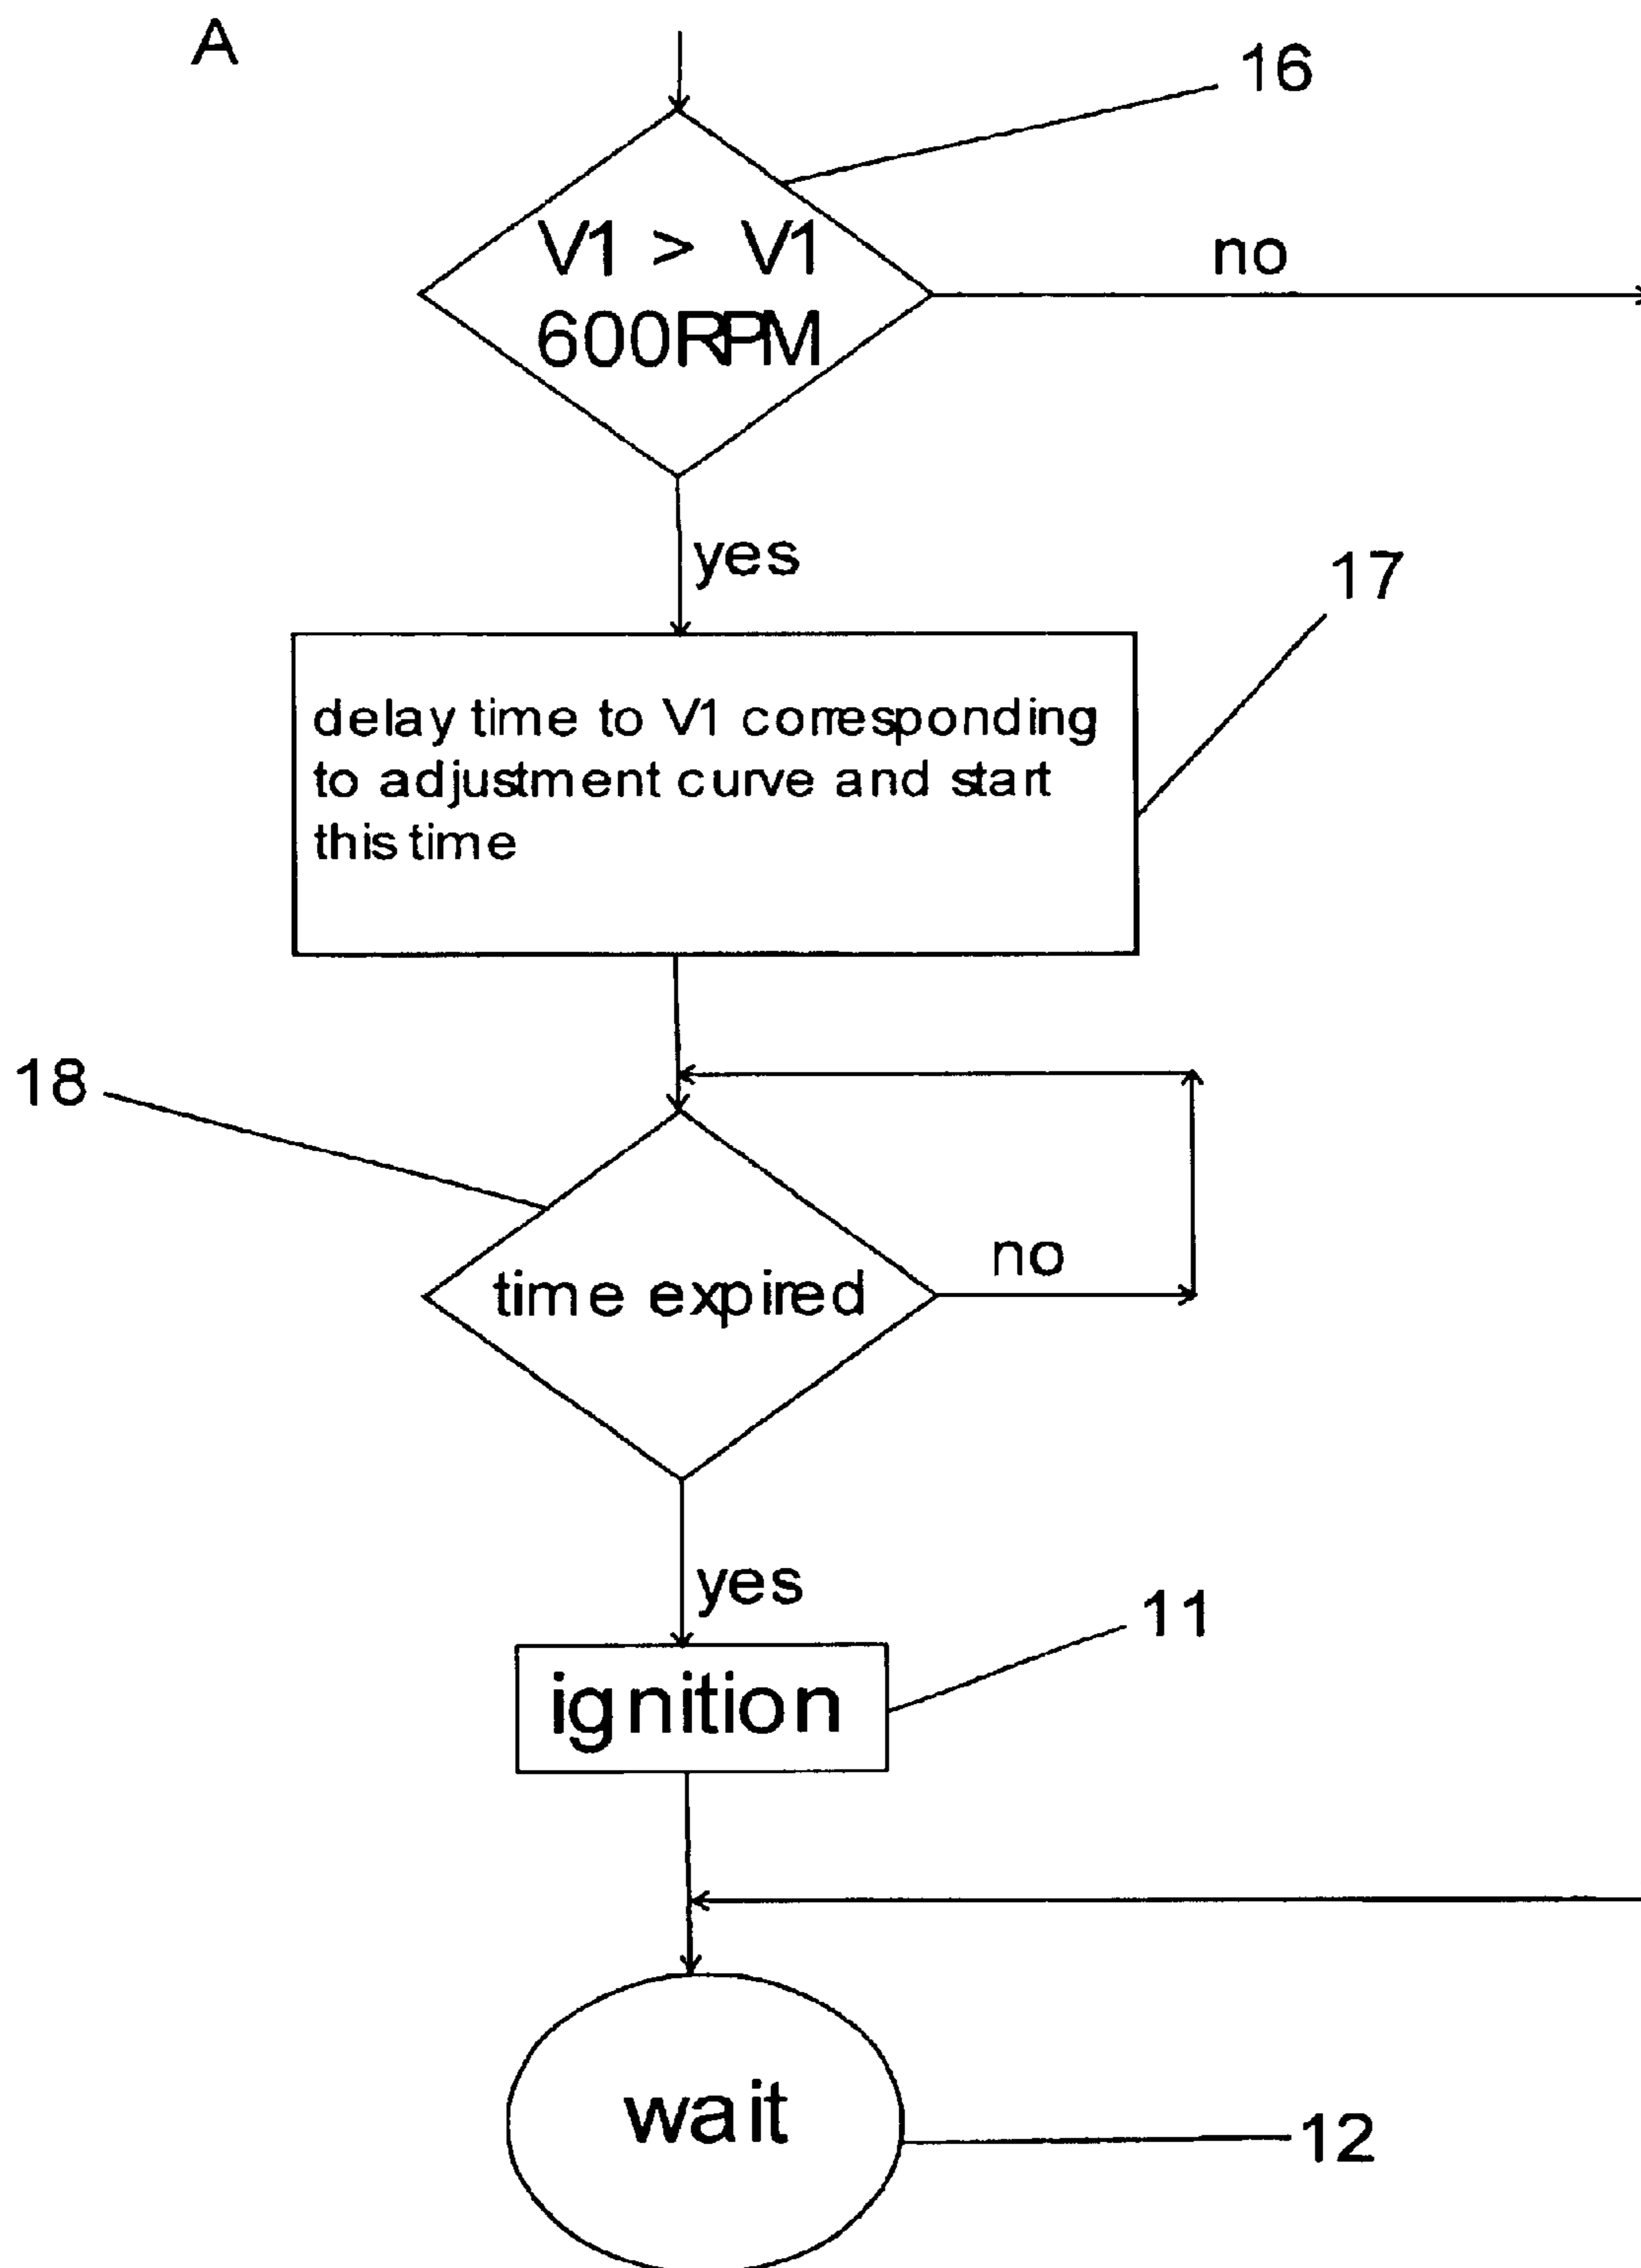 A
16
V1 > V1
600RPM
no
yes
17
delay time to V1 corresponding
to adjustment curve and start
this time
18
time expired
no
yes
11
ignition
wait
12